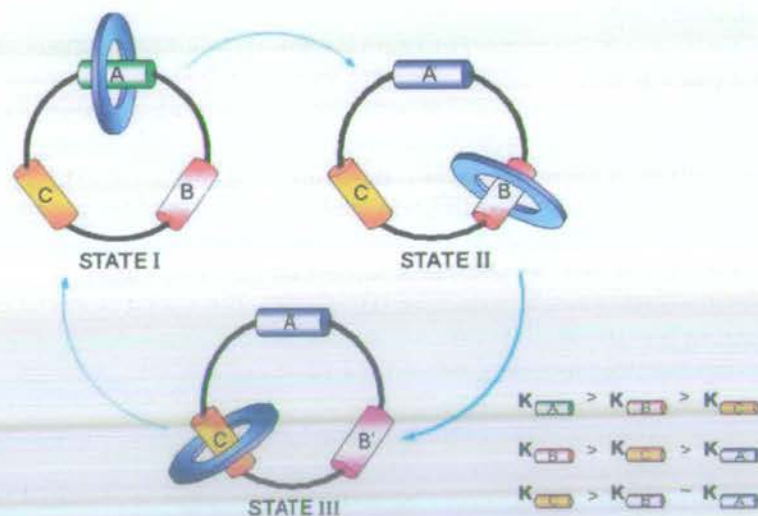 A
C
B
STATE I
A
C
B
STATE II
A
C
B'
STATE III
K A > K B > K C
K B > K C > K A
K C > K B ~ K A